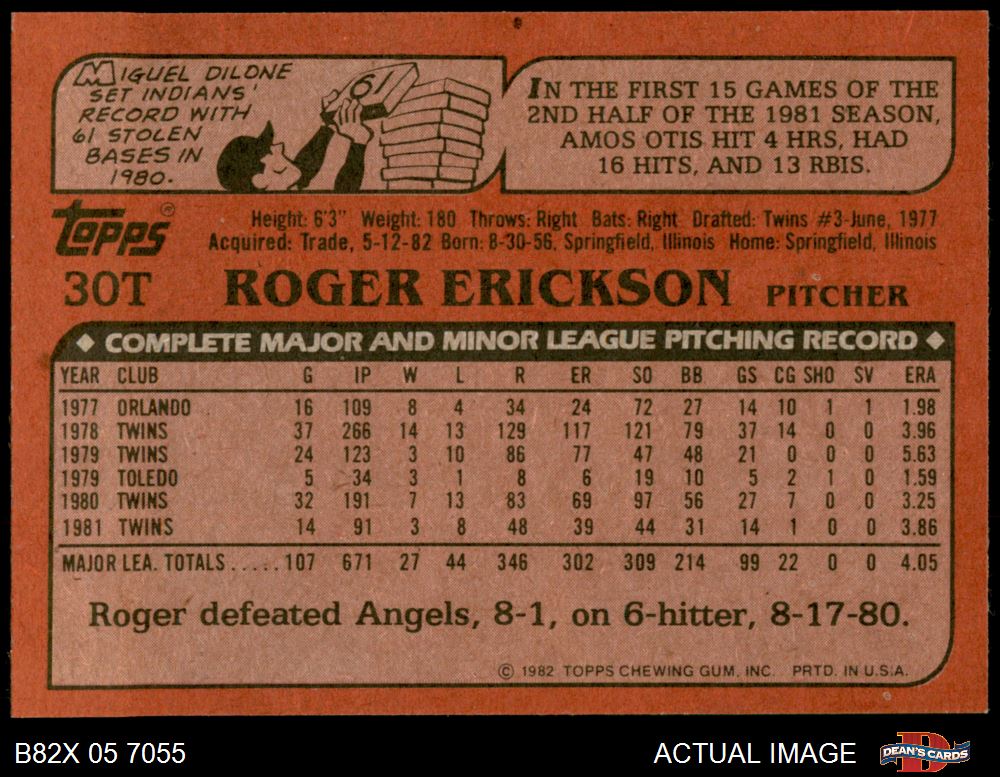 MIGUEL DILONE
SET INDIANS'
RECORD WITH
61 STOLEN
BASES IN
1980.
61
IN THE FIRST 15 GAMES OF THE
2ND HALF OF THE 1981 SEASON,
AMOS OTIS HIT 4 HRS, HAD
16 HITS, AND 13 RBIS.
Topps®
Height: 6'3" Weight: 180 Throws: Right Bats: Right Drafted: Twins #3-June, 1977
Acquired: Trade, 5-12-82 Born: 8-30-56, Springfield, Illinois Home: Springfield, Illinois
30T ROGER ERICKSON PITCHER
◆ COMPLETE MAJOR AND MINOR LEAGUE PITCHING RECORD ◆
YEAR CLUB G IP W L R ER SO BB GS CG SHO SV ERA
1977 ORLANDO 16 109 8 4 34 24 72 27 14 10 1 1 1.98
1978 TWINS 37 266 14 13 129 117 121 79 37 14 0 0 3.96
1979 TWINS 24 123 3 10 86 77 47 48 21 0 0 0 5.63
1979 TOLEDO 5 34 3 1 8 6 19 10 5 2 1 0 1.59
1980 TWINS 32 191 7 13 83 69 97 56 27 7 0 0 3.25
1981 TWINS 14 91 3 8 48 39 44 31 14 1 0 0 3.86
MAJOR LEA. TOTALS.....107 671 27 44 346 302 309 214 99 22 0 0 4.05
Roger defeated Angels, 8-1, on 6-hitter, 8-17-80.
© 1982 TOPPS CHEWING GUM, INC. PRTD. IN U.S.A.
B82X 05 7055 ACTUAL IMAGE DEAN'S CARDS